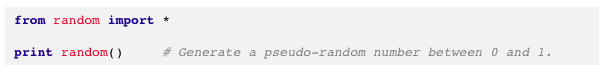 from random import *
print random()     # Generate a pseudo-random number between 0 and 1.